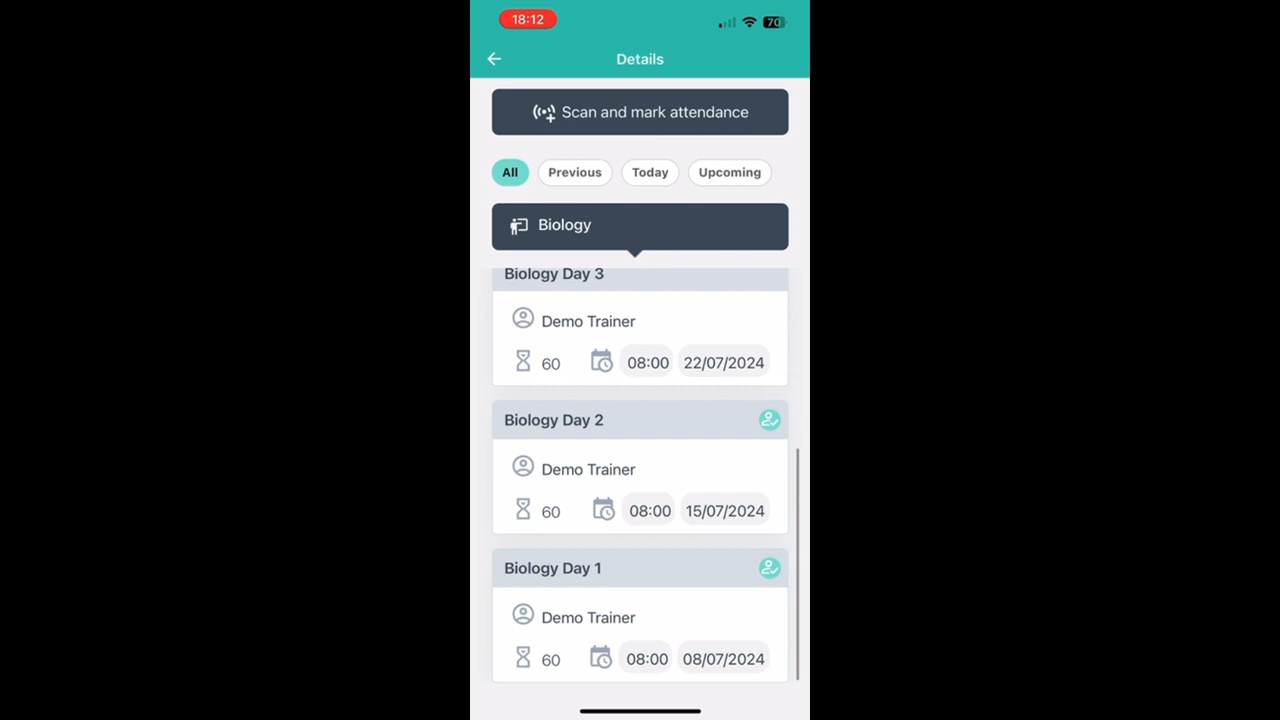 18:12
70
Details
Scan and mark attendance
All Previous Today Upcoming
Biology
Biology Day 3
Demo Trainer
60 08:00 22/07/2024
Biology Day 2
Demo Trainer
60 08:00 15/07/2024
Biology Day 1
Demo Trainer
60 08:00 08/07/2024